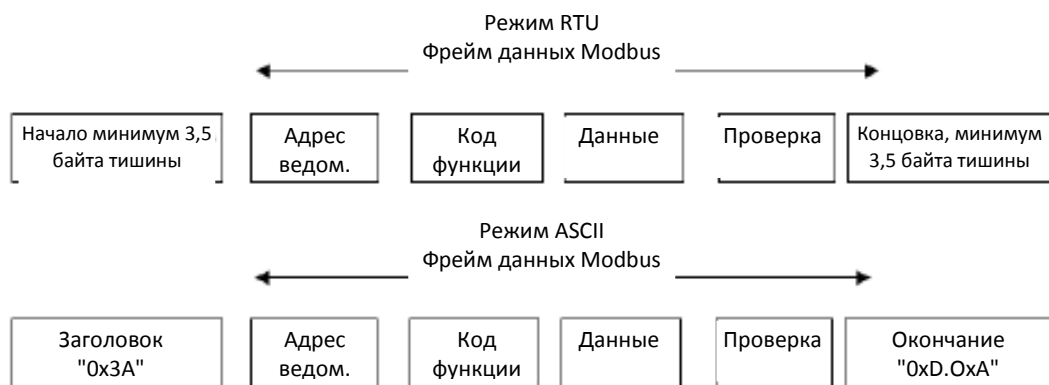 Режим RTU
Фрейм данных Modbus
Начало минимум 3,5
байта тишины
Адрес
ведом.
Код
функции
Данные
Проверка
Концовка, минимум
3,5 байта тишины
Режим ASCII
Фрейм данных Modbus
Заголовок
"0x3A"
Адрес
ведом.
Код
функции
Данные
Проверка
Окончание
"0xD.OxA"